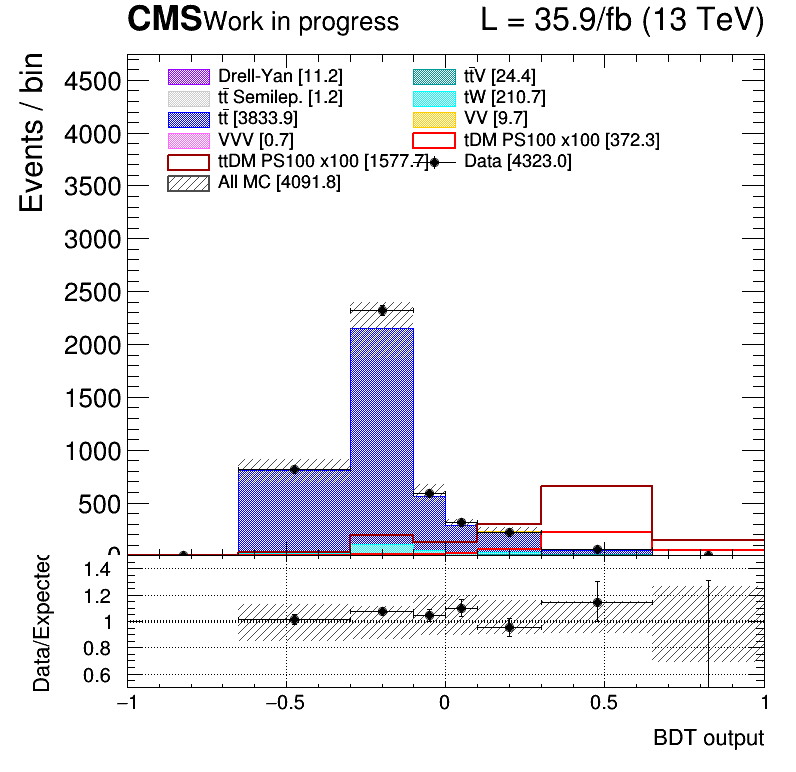 CMS Work in progress L = 35.9/fb (13 TeV)
Events / bin
4500
4000
3500
3000
2500
2000
1500
1000
500
0
Drell-Yan [11.2] tt̄V [24.4]
tt̄ Semilep. [1.2] tW [210.7]
tt̄ [3833.9] VV [9.7]
VVV [0.7] tDM PS100 x100 [372.3]
ttDM PS100 x100 [1577.7] Data [4323.0]
All MC [4091.8]
Data/Expected
1.4
1.2
1
0.8
0.6
−1 −0.5 0 0.5 1
BDT output